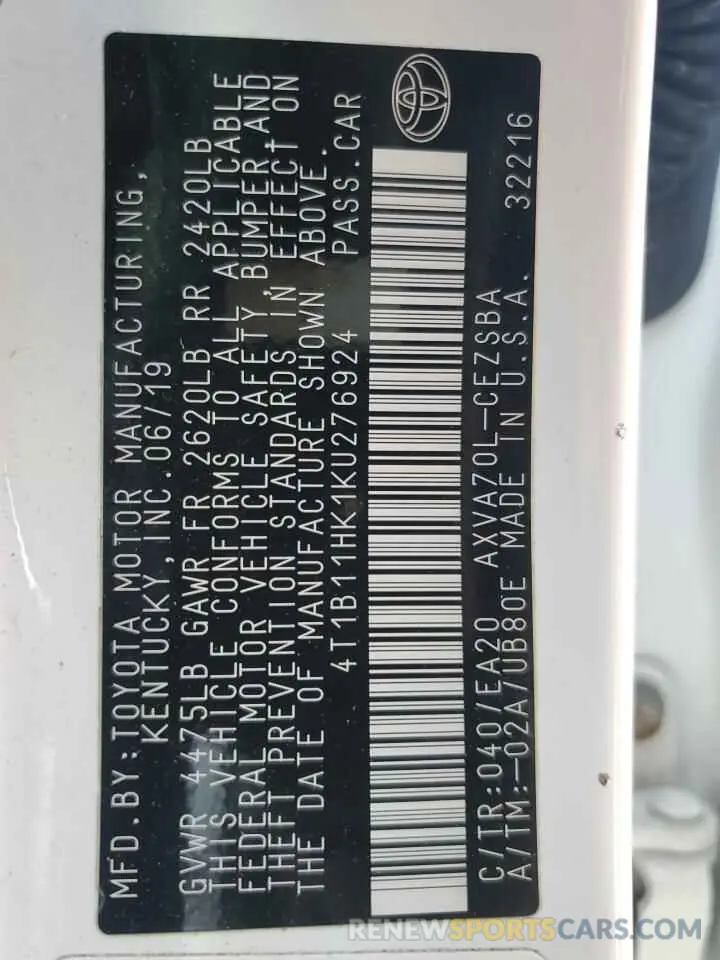 MFD.BY:TOYOTA MOTOR MANUFACTURING,
KENTUCKY,INC.06/19
GVWR 4475LB GAWR FR 2620LB RR 2420LB
THIS VEHICLE CONFORMS TO ALL APPLICABLE
FEDERAL MOTOR VEHICLE SAFETY,BUMPER,AND
THEFT PREVENTION STANDARDS IN EFFECT ON
THE DATE OF MANUFACTURE SHOWN ABOVE.
4T1B11HK1KU276924 PASS.CAR
C/TR:040/EA20 AXVA70L-CEZSBA
A/TM:-02A/UB80E MADE IN U.S.A. 32216
RENEWSPORTSCARS.COM